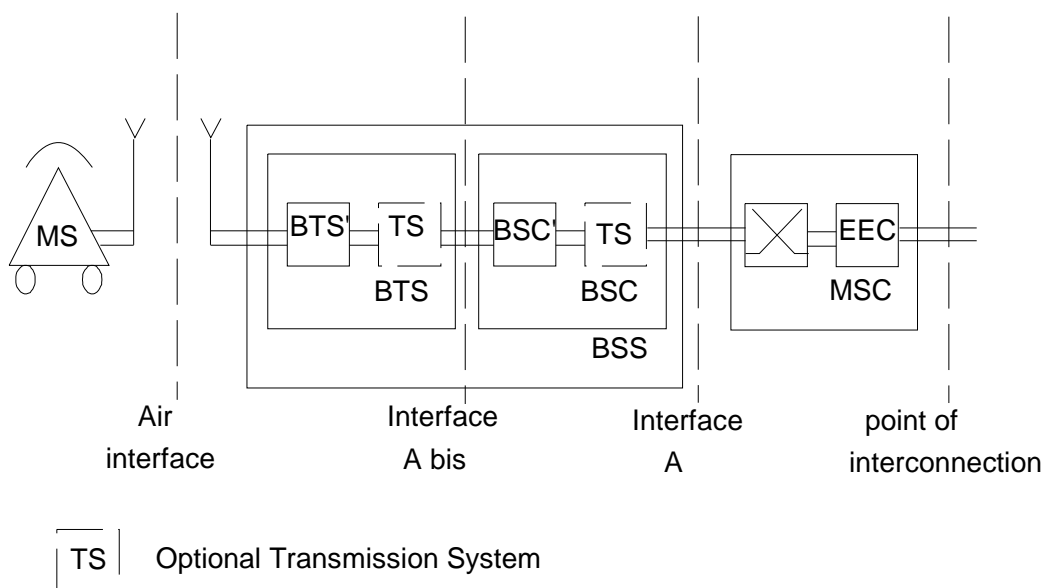 MS
BTS'
TS
BSC'
TS
EEC
BTS
BSC
MSC
BSS
Air
interface
Interface
A bis
Interface
A
point of
interconnection
TS
Optional Transmission System